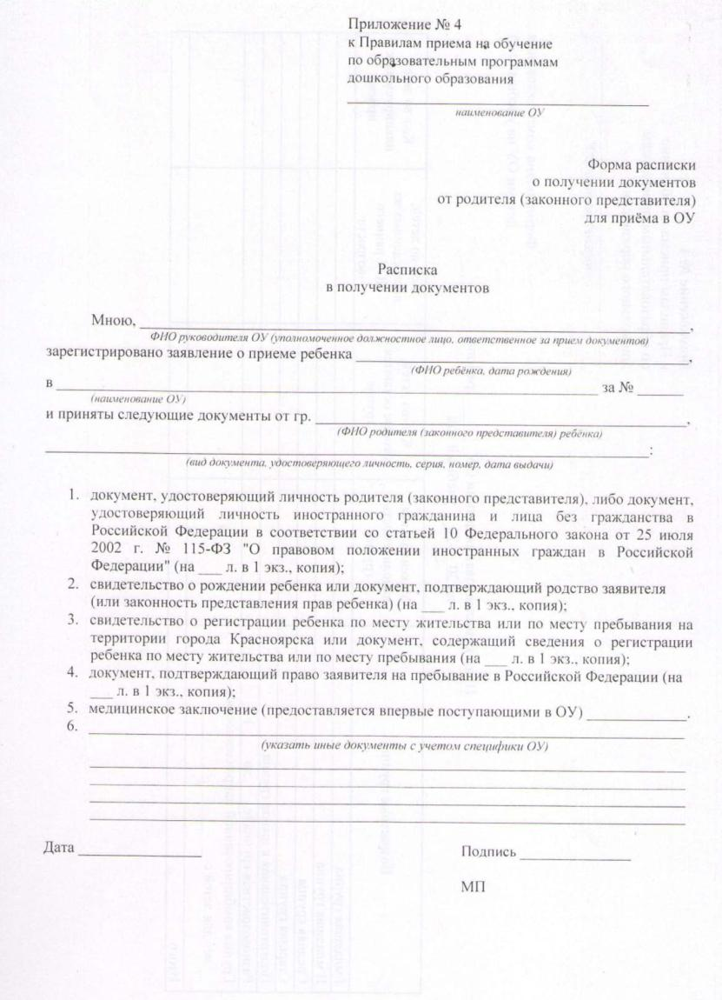 Приложение № 4
к Правилам приема на обучение
по образовательным программам
дошкольного образования
наименование ОУ
Форма расписки
о получении документов
от родителя (законного представителя)
для приёма в ОУ
Расписка
в получении документов
Мною, ,
ФИО руководителя ОУ (уполномоченное должностное лицо, ответственное за прием документов)
зарегистрировано заявление о приеме ребенка ,
(ФИО ребёнка, дата рождения)
в за №
(наименование ОУ)
и приняты следующие документы от гр. ,
(ФИО родителя (законного представителя) ребёнка)
:
(вид документа, удостоверяющего личность, серия, номер, дата выдачи)
1. документ, удостоверяющий личность родителя (законного представителя), либо документ,
удостоверяющий личность иностранного гражданина и лица без гражданства в
Российской Федерации в соответствии со статьей 10 Федерального закона от 25 июля
2002 г. № 115-ФЗ "О правовом положении иностранных граждан в Российской
Федерации" (на ___ л. в 1 экз., копия);
2. свидетельство о рождении ребенка или документ, подтверждающий родство заявителя
(или законность представления прав ребенка) (на ___ л. в 1 экз., копия);
3. свидетельство о регистрации ребенка по месту жительства или по месту пребывания на
территории города Красноярска или документ, содержащий сведения о регистрации
ребенка по месту жительства или по месту пребывания (на ___ л. в 1 экз., копия);
4. документ, подтверждающий право заявителя на пребывание в Российской Федерации (на
___ л. в 1 экз., копия);
5. медицинское заключение (предоставляется впервые поступающими в ОУ) ___.
6.
(указать иные документы с учетом специфики ОУ)
Дата Подпись
МП